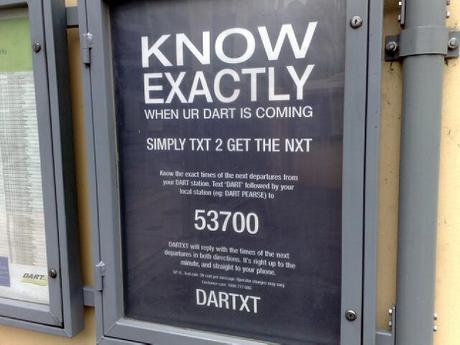 KNOW
EXACTLY
WHEN UR DART IS COMING
SIMPLY TXT 2 GET THE NXT
Know the exact times of the next departures from
your DART station. Text 'DART' followed by your
local station (eg: DART PEARSE) to
53700
DARTXT will reply with the times of the next
departures in both directions. It's right up to the
minute, and straight to your phone.
DARTXT
DART